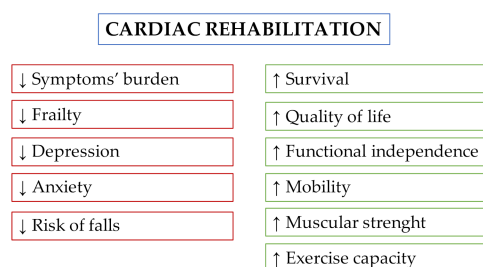 CARDIAC REHABILITATION
↓ Symptoms’ burden
↓ Frailty
↓ Depression
↓ Anxiety
↓ Risk of falls
↑ Survival
↑ Quality of life
↑ Functional independence
↑ Mobility
↑ Muscular strenght
↑ Exercise capacity